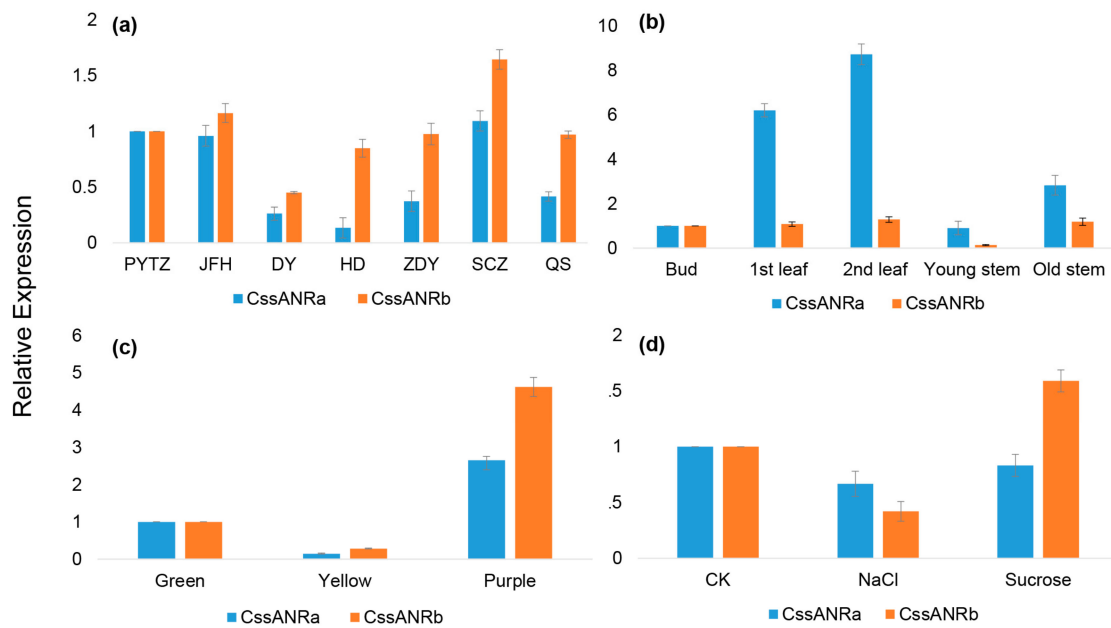 Relative Expression
(a)
2
1.5
1
0.5
0
PYTZ JFH DY HD ZDY SCZ QS
CssANRa CssANRb
(b)
10
8
6
4
2
0
Bud 1st leaf 2nd leaf Young stem Old stem
CssANRa CssANRb
(c)
6
5
4
3
2
1
0
Green Yellow Purple
CssANRa CssANRb
(d)
2
.5
1
.5
0
CK NaCl Sucrose
CssANRa CssANRb